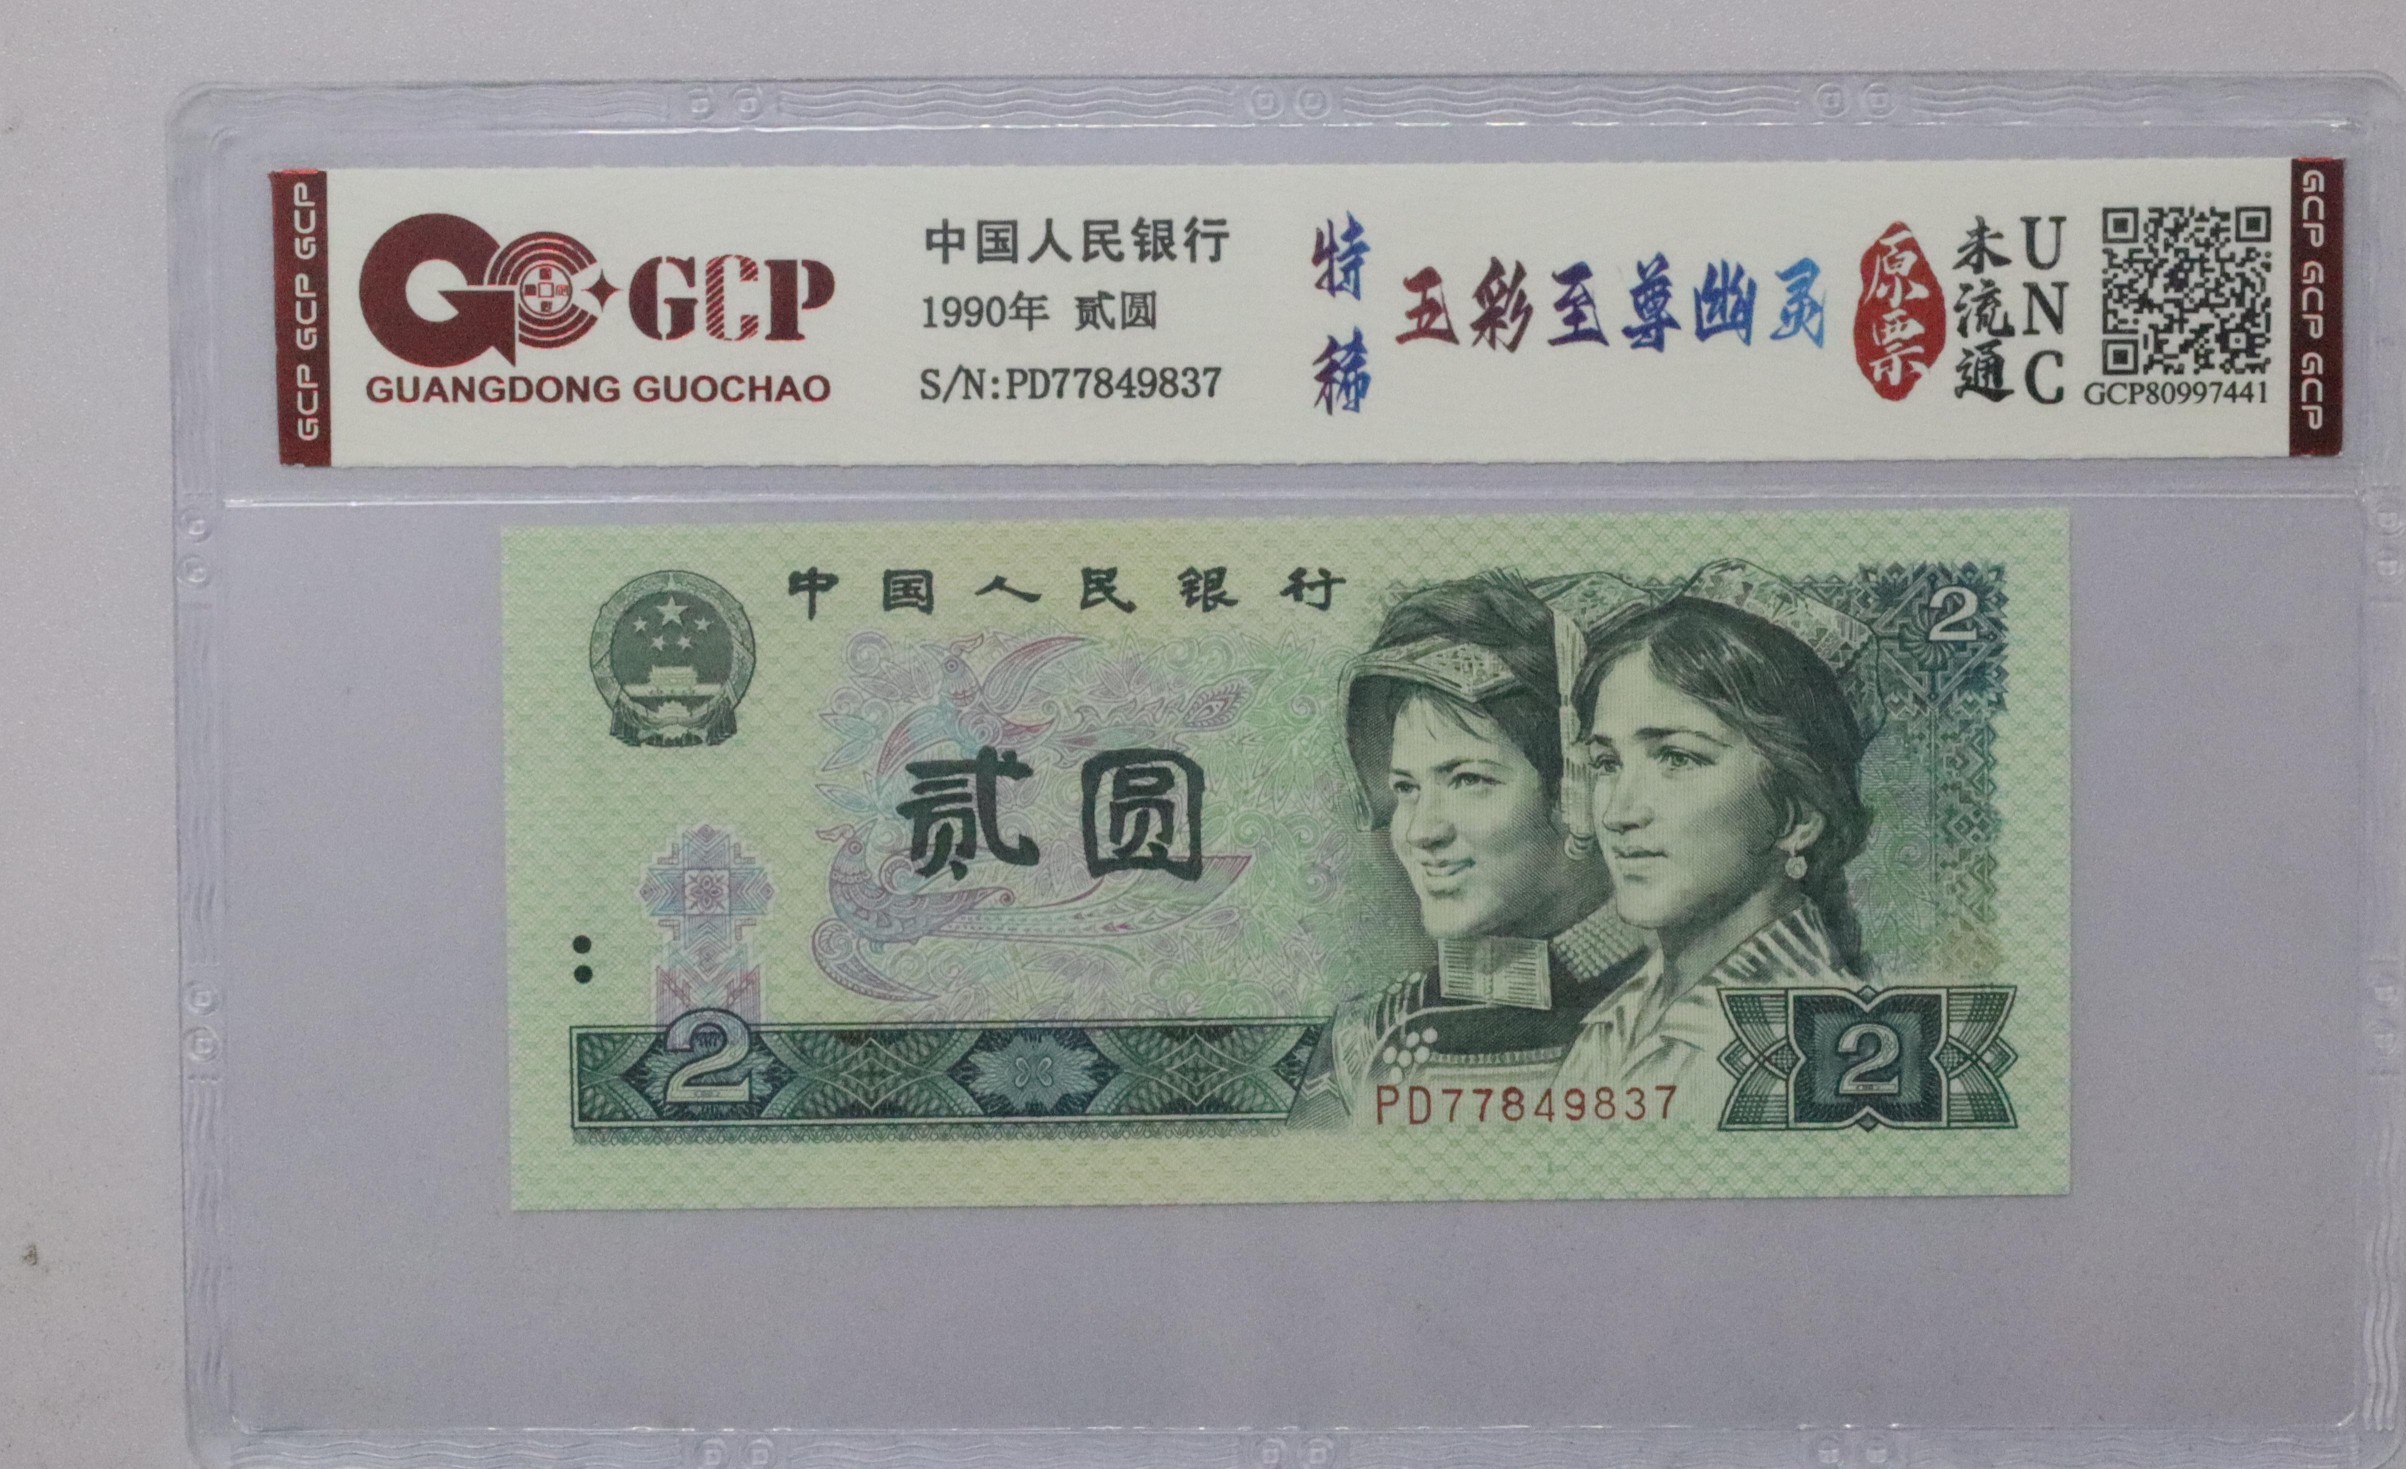 GCP GCP GCP
GCP
GUANGDONG GUOCHAO
中国人民银行
1990年 贰圆
S/N:PD77849837
特稀
五彩至尊幽灵
原票
未流通
UNC
GCP80997441
GCP GCP GCP
中国人民银行
2
贰圆
2
PD77849837
2